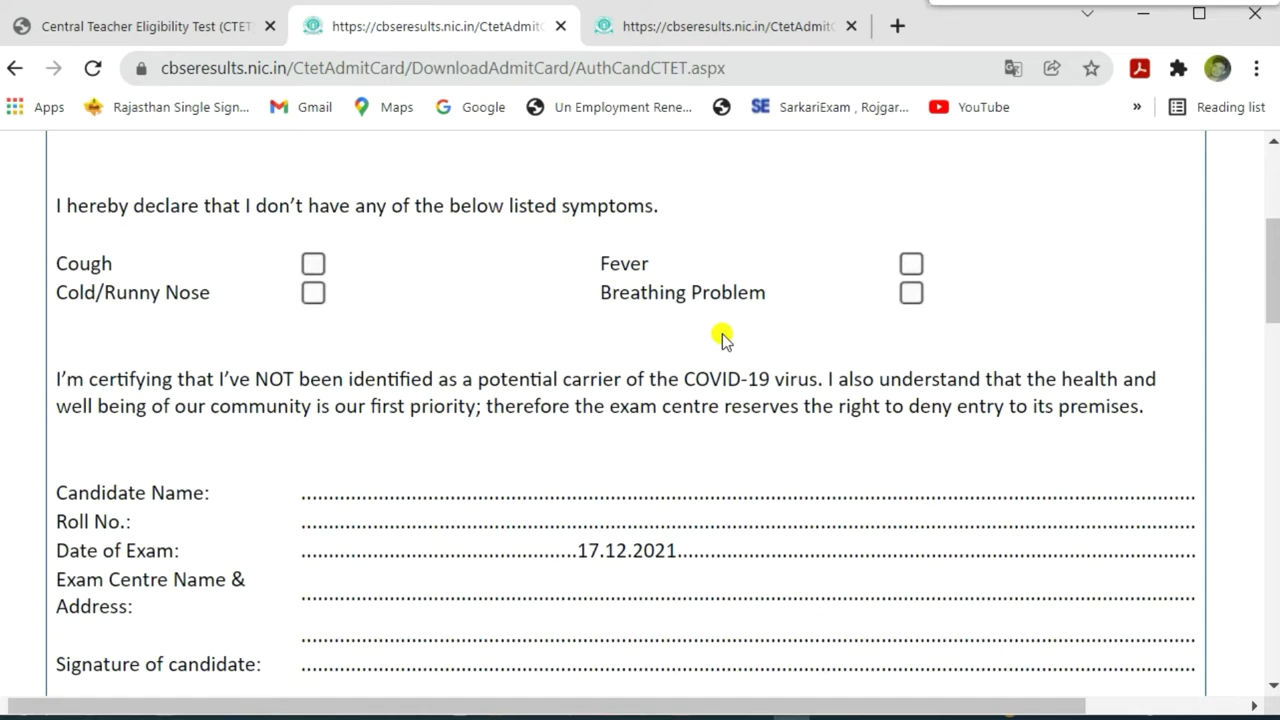 Central Teacher Eligibility Test (CTET
https://cbseresults.nic.in/CtetAdmit
https://cbseresults.nic.in/CtetAdmit
cbseresults.nic.in/CtetAdmitCard/DownloadAdmitCard/AuthCandCTET.aspx
Apps Rajasthan Single Sign... Gmail Maps Google Un Employment Rene... SE SarkariExam , Rojgar... YouTube » Reading list
I hereby declare that I don't have any of the below listed symptoms.
Cough Fever
Cold/Runny Nose Breathing Problem
I'm certifying that I've NOT been identified as a potential carrier of the COVID-19 virus. I also understand that the health and
well being of our community is our first priority; therefore the exam centre reserves the right to deny entry to its premises.
Candidate Name:
Roll No.:
Date of Exam: 17.12.2021
Exam Centre Name &
Address:
Signature of candidate: